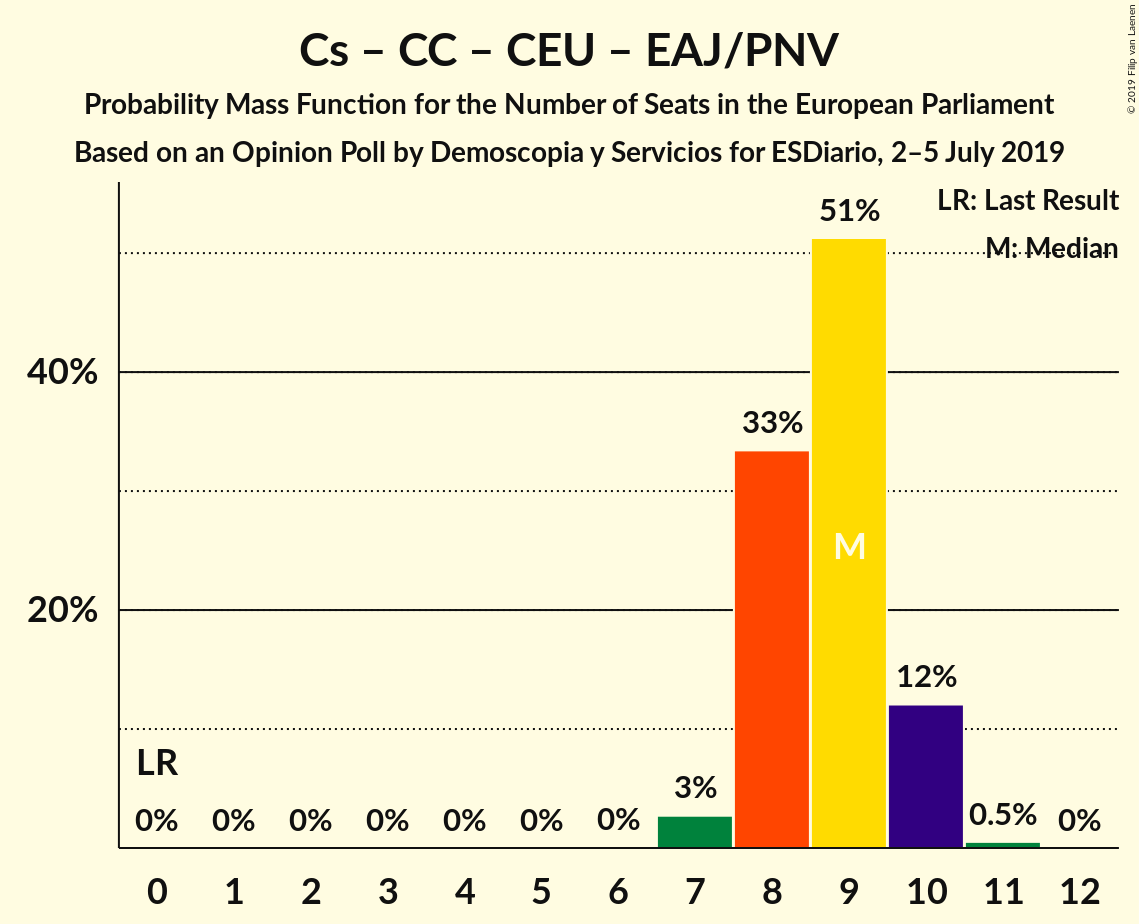 Cs – CC – CEU – EAJ/PNV
Probability Mass Function for the Number of Seats in the European Parliament
Based on an Opinion Poll by Demoscopia y Servicios for ESDiario, 2–5 July 2019
© 2019 Filip van Laenen
LR: Last Result
M: Median
51%
40%
33%
M
20%
12%
LR
3%
0% 0% 0% 0% 0% 0% 0% 0.5% 0%
0 1 2 3 4 5 6 7 8 9 10 11 12